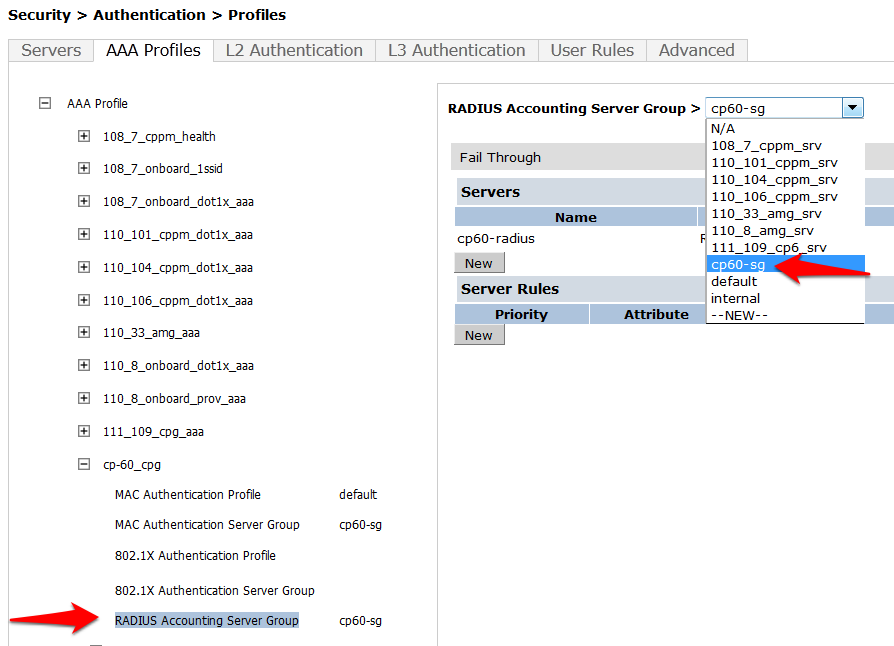 Security > Authentication > Profiles
Servers AAA Profiles L2 Authentication L3 Authentication User Rules Advanced
AAA Profile
108_7_cppm_health
108_7_onboard_1ssid
108_7_onboard_dot1x_aaa
110_101_cppm_dot1x_aaa
110_104_cppm_dot1x_aaa
110_106_cppm_dot1x_aaa
110_33_amg_aaa
110_8_onboard_dot1x_aaa
110_8_onboard_prov_aaa
111_109_cpg_aaa
cp-60_cpg
MAC Authentication Profile default
MAC Authentication Server Group cp60-sg
802.1X Authentication Profile
802.1X Authentication Server Group
RADIUS Accounting Server Group cp60-sg
RADIUS Accounting Server Group > cp60-sg
N/A
108_7_cppm_srv
110_101_cppm_srv
110_104_cppm_srv
110_106_cppm_srv
110_33_amg_srv
110_8_amg_srv
111_109_cp6_srv
cp60-sg
default
internal
--NEW--
Fail Through
Servers
Name
cp60-radius
New
Server Rules
Priority Attribute
New